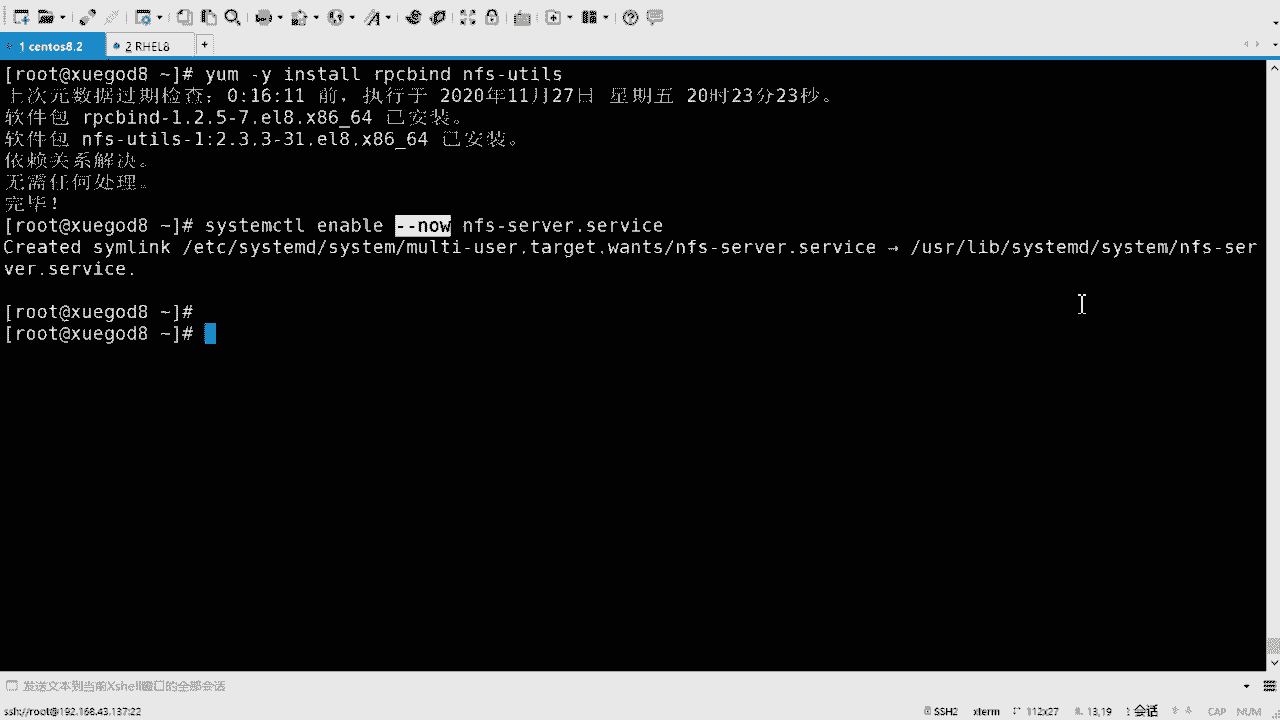 1 centos8.2
2 RHEL8
+
[root@xuegod8 ~]# yum -y install rpcbind nfs-utils
上次元数据过期检查：0:16:11 前，执行于 2020年11月27日 星期五 20时23分23秒。
软件包 rpcbind-1.2.5-7.el8.x86_64 已安装。
软件包 nfs-utils-1:2.3.3-31.el8.x86_64 已安装。
依赖关系解决。
无需任何处理。
完毕！
[root@xuegod8 ~]# systemctl enable --now nfs-server.service
Created symlink /etc/systemd/system/multi-user.target.wants/nfs-server.service → /usr/lib/systemd/system/nfs-ser
ver.service.
[root@xuegod8 ~]#
[root@xuegod8 ~]#
发送文本到当前Xshell窗口的全部会话
ssh://root@192.168.43.137:22
SSH2
xterm
112x27
13,19
1 会话
CAP
NUM